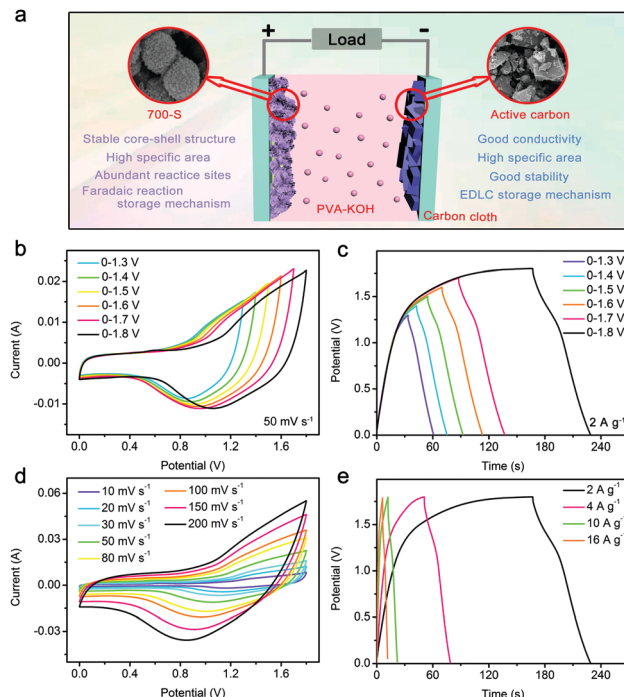 a
+
Load
-
700-S
Active carbon
Stable core-shell structure
High specific area
Abundant reactice sites
Faradaic reaction
storage mechanism
Good conductivity
High specific area
Good stability
EDLC storage mechanism
PVA-KOH
Carbon cloth
b
0-1.3 V
0-1.4 V
0-1.5 V
0-1.6 V
0-1.7 V
0-1.8 V
50 mV s⁻¹
Current (A)
0.02
0.01
0.00
-0.01
0.0 0.4 0.8 1.2 1.6
Potential (V)
c
0-1.3 V
0-1.4 V
0-1.5 V
0-1.6 V
0-1.7 V
0-1.8 V
2 A g⁻¹
Potential (V)
1.5
1.0
0.5
0.0
0 60 120 180 240
Time (s)
d
10 mV s⁻¹
20 mV s⁻¹
30 mV s⁻¹
50 mV s⁻¹
80 mV s⁻¹
100 mV s⁻¹
150 mV s⁻¹
200 mV s⁻¹
Current (A)
0.06
0.03
0.00
-0.03
0.0 0.4 0.8 1.2 1.6
Potential (V)
e
2 A g⁻¹
4 A g⁻¹
10 A g⁻¹
16 A g⁻¹
Potential (V)
1.5
1.0
0.5
0.0
0 60 120 180 240
Time (s)